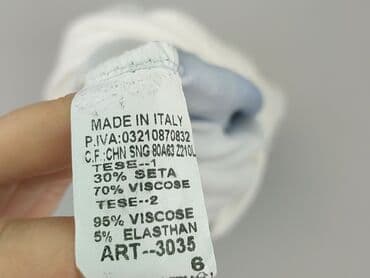 MADE IN ITALY
P.IVA:03210870832
C.F.:CHN SNG 80A63 Z210L
TESE--1
30% SETA
70% VISCOSE
TESE--2
95% VISCOSE
5% ELASTHAN
ART--3035
6